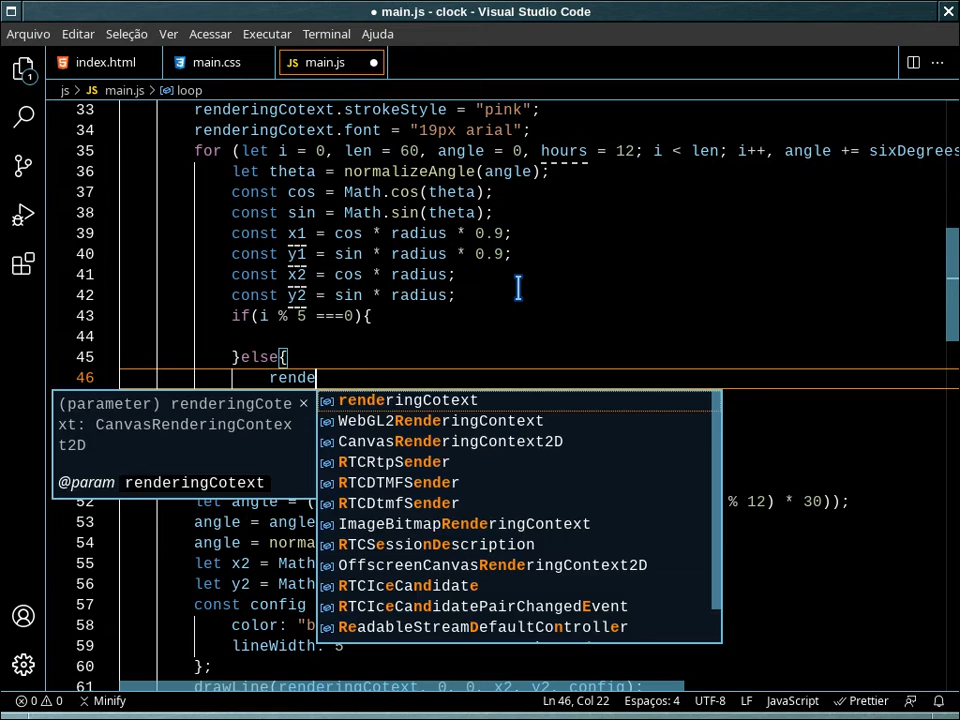 ● main.js - clock - Visual Studio Code
Arquivo Editar Seleção Ver Acessar Executar Terminal Ajuda
index.html main.css JS main.js ●
js > JS main.js > loop
33 renderingCotext.strokeStyle = "pink";
34 renderingCotext.font = "19px arial";
35 for (let i = 0, len = 60, angle = 0, hours = 12; i < len; i++, angle += sixDegrees
36 let theta = normalizeAngle(angle);
37 const cos = Math.cos(theta);
38 const sin = Math.sin(theta);
39 const x1 = cos * radius * 0.9;
40 const y1 = sin * radius * 0.9;
41 const x2 = cos * radius;
42 const y2 = sin * radius;
43 if(i % 5 ===0){
44
45 }else{
46 rende
(parameter) renderingCote
xt: CanvasRenderingContex
t2D
@param renderingCotext
renderingCotext
WebGL2RenderingContext
CanvasRenderingContext2D
RTCRtpSender
RTCDTMFSender
RTCDtmfSender
ImageBitmapRenderingContext
RTCSessionDescription
OffscreenCanvasRenderingContext2D
RTCIceCandidate
RTCIceCandidatePairChangedEvent
ReadableStreamDefaultController
52 let angle = ( % 12) * 30));
53 angle = angle
54 angle = norma
55 let x2 = Math
56 let y2 = Math
57 const config
58 color: "b
59 lineWidth: 5
60 };
61 drawLine(renderingCotext, 0, 0, x2, y2, config);
0 0 Minify Ln 46, Col 22 Espaços: 4 UTF-8 LF JavaScript Prettier